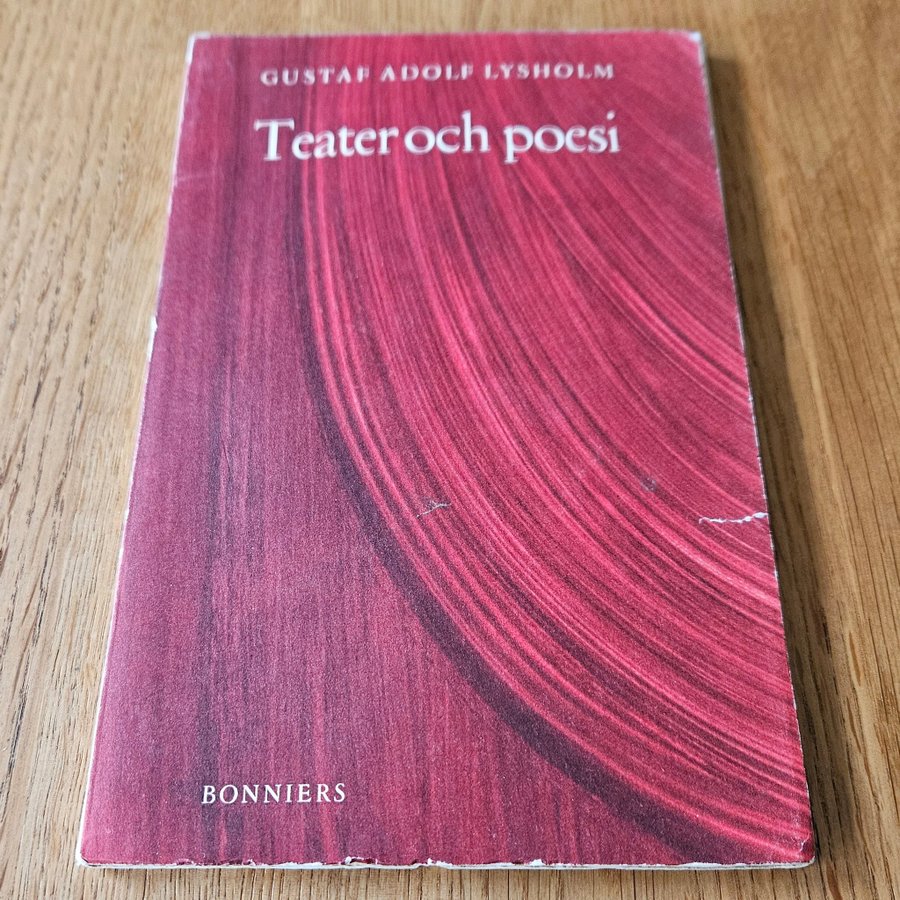 GUSTAF ADOLF LYSHOLM
Teater och poesi
BONNIERS